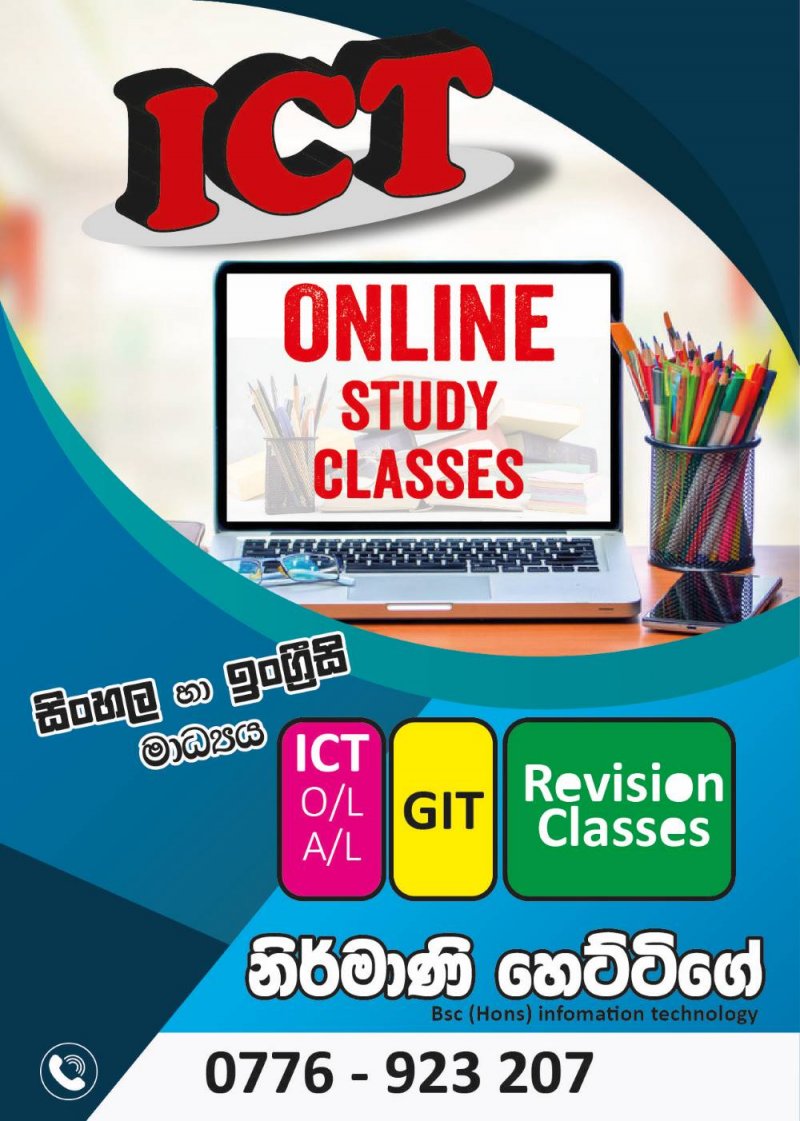 ICT
ONLINE
STUDY
CLASSES
සිංහල හා ඉංග්‍රීසි
මාධ්‍යය
ICT
O/L
A/L
GIT
Revision
Classes
නිර්මාණි හෙට්ටිගේ
Bsc (Hons) infomation technology
0776 - 923 207